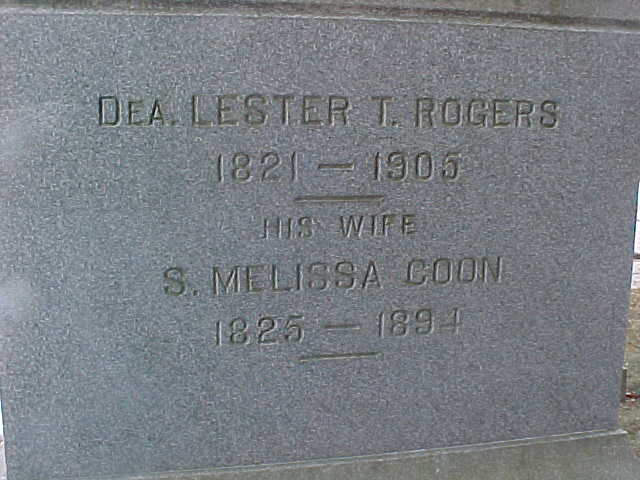 DEA. LESTER T. ROGERS
1821 — 1905
HIS WIFE
S. MELISSA COON
1825 — 1894